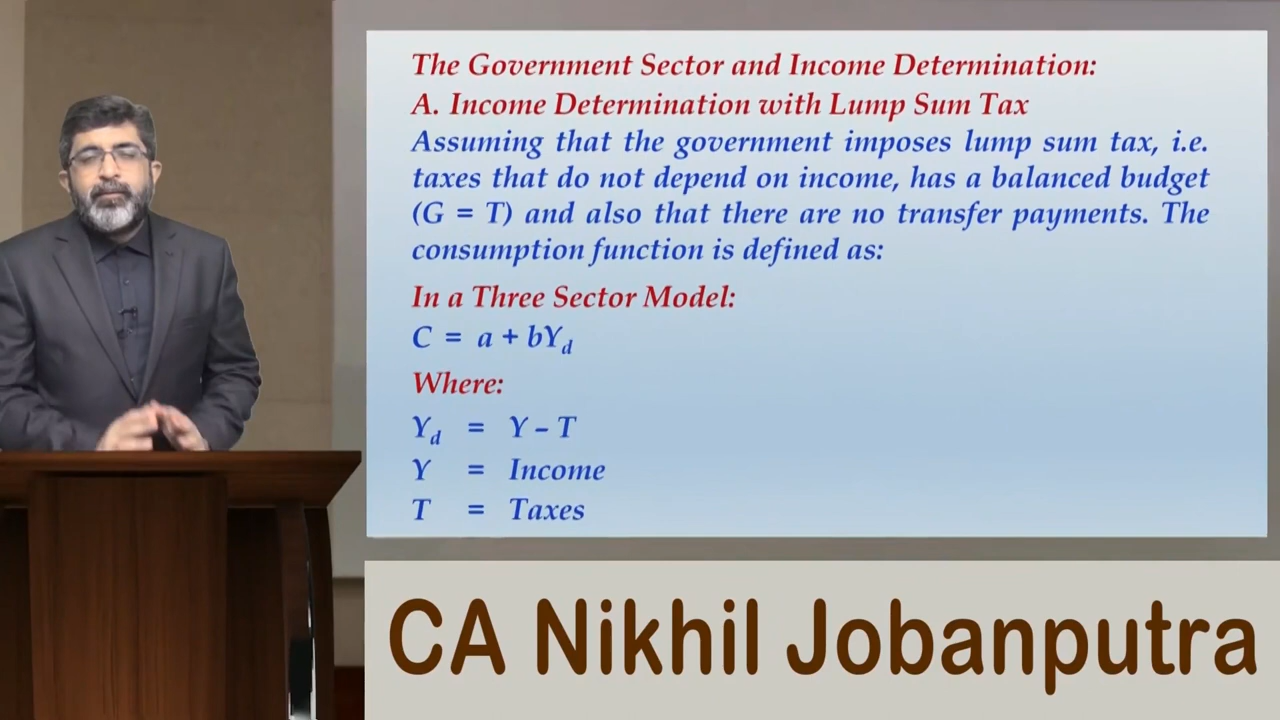 The Government Sector and Income Determination:
A. Income Determination with Lump Sum Tax
Assuming that the government imposes lump sum tax, i.e.
taxes that do not depend on income, has a balanced budget
(G = T) and also that there are no transfer payments. The
consumption function is defined as:
In a Three Sector Model:
C = a + bY_d
Where:
Y_d = Y – T
Y = Income
T = Taxes
CA Nikhil Jobanputra